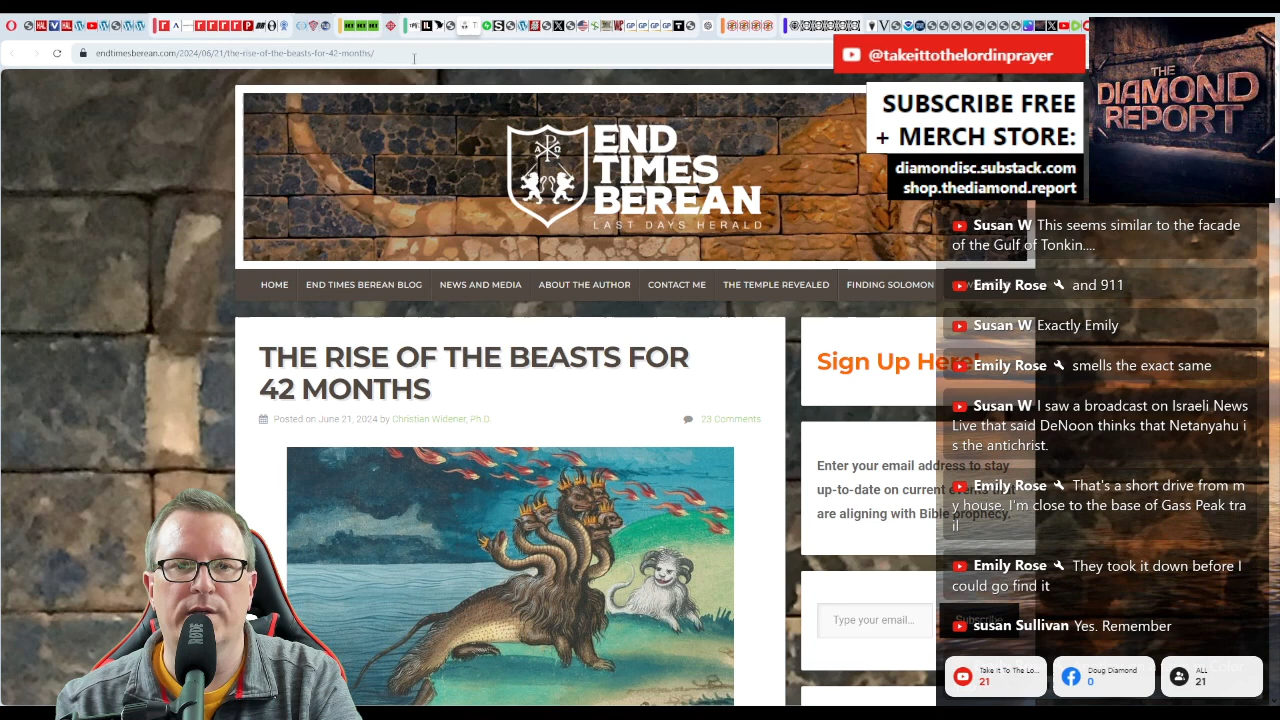 endtimesberean.com/2024/06/21/the-rise-of-the-beasts-for-42-months/
@takeittothelordinprayer
SUBSCRIBE FREE
+ MERCH STORE:
diamondisc.substack.com
shop.thediamond.report
THE
DIAMOND
REPORT
END
TIMES
BEREAN
LAST DAYS HERALD
HOME
END TIMES BEREAN BLOG
NEWS AND MEDIA
ABOUT THE AUTHOR
CONTACT ME
THE TEMPLE REVEALED
FINDING SOLOMON
THE RISE OF THE BEASTS FOR
42 MONTHS
Posted on June 21, 2024 by Christian Widener, Ph.D.
23 Comments
Sign Up Here!
Enter your email address to stay
up-to-date on current events that
are aligning with Bible prophecy.
Type your email…
Subscribe
Susan W This seems similar to the facade
of the Gulf of Tonkin....
Emily Rose and 911
Susan W Exactly Emily
Emily Rose smells the exact same
Susan W I saw a broadcast on Israeli News
Live that said DeNoon thinks that Netanyahu i
s the antichrist.
Emily Rose That's a short drive from m
y house. I'm close to the base of Gass Peak tra
il
Emily Rose They took it down before I
could go find it
susan Sullivan Yes. Remember
Take It To The Lo...
21
Doug Diamond
0
ALL
21